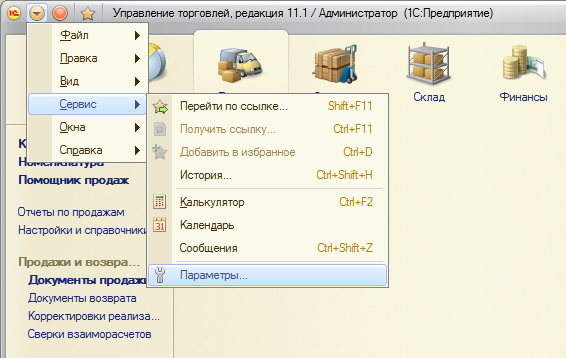 Управление торговлей, редакция 11.1 / Администратор (1С:Предприятие)
Файл
Правка
Вид
Сервис
Окна
Справка
Перейти по ссылке... Shift+F11
Получить ссылку... Ctrl+F11
Добавить в избранное Ctrl+D
История... Ctrl+Shift+H
Калькулятор Ctrl+F2
Календарь
Сообщения Ctrl+Shift+Z
Параметры...
Склад
Финансы
Номенклатура
Помощник продаж
Отчеты по продажам
Настройки и справочники
Продажи и возвра...
Документы продажи
Документы возврата
Корректировки реализа...
Сверки взаиморасчетов